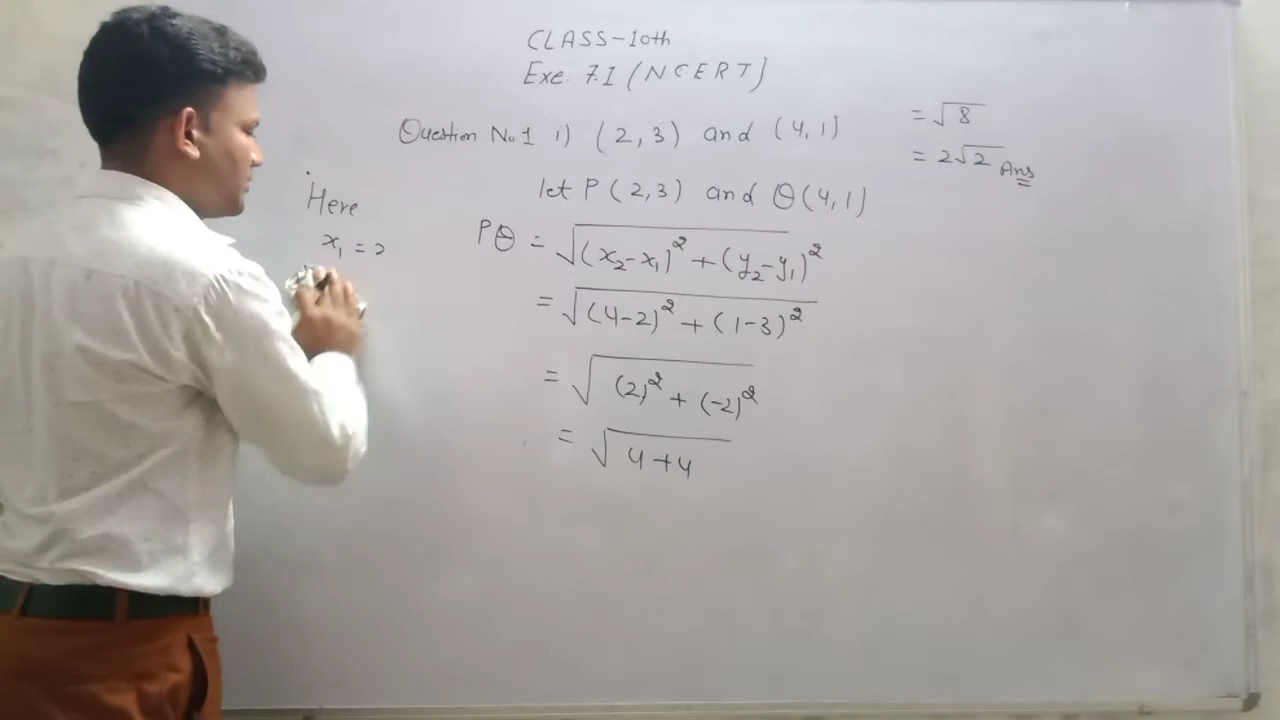 CLASS-10th
Exe. 7.1 (NCERT)
Question No 1 i) (2,3) and (4,1)
let P(2,3) and Q(4,1)
Here
x₁ = 2
PQ = √(x₂-x₁)² + (y₂-y₁)²
= √(4-2)² + (1-3)²
= √(2)² + (-2)²
= √4+4
= √8
= 2√2 Ans